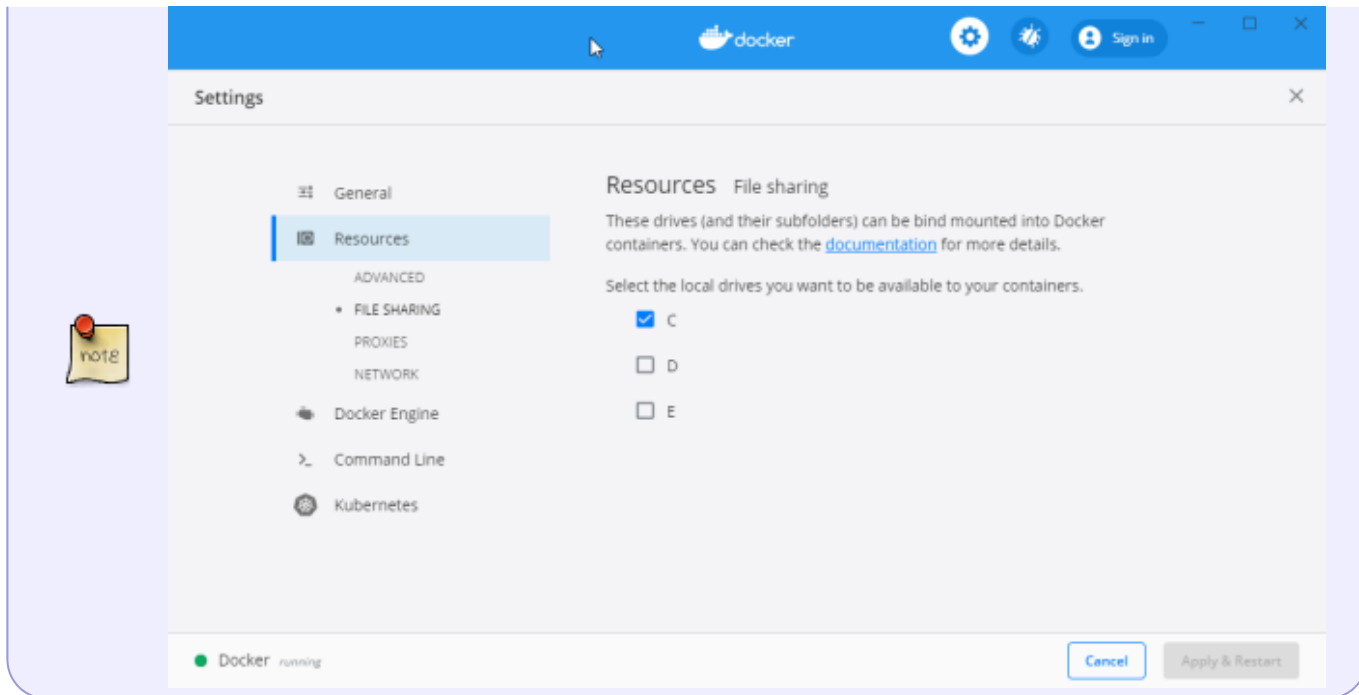 docker
Sign in
Settings
General
Resources
ADVANCED
• FILE SHARING
PROXIES
NETWORK
Docker Engine
Command Line
Kubernetes
Resources File sharing
These drives (and their subfolders) can be bind mounted into Docker
containers. You can check the documentation for more details.
Select the local drives you want to be available to your containers.
C
D
E
note
Docker running
Cancel
Apply & Restart